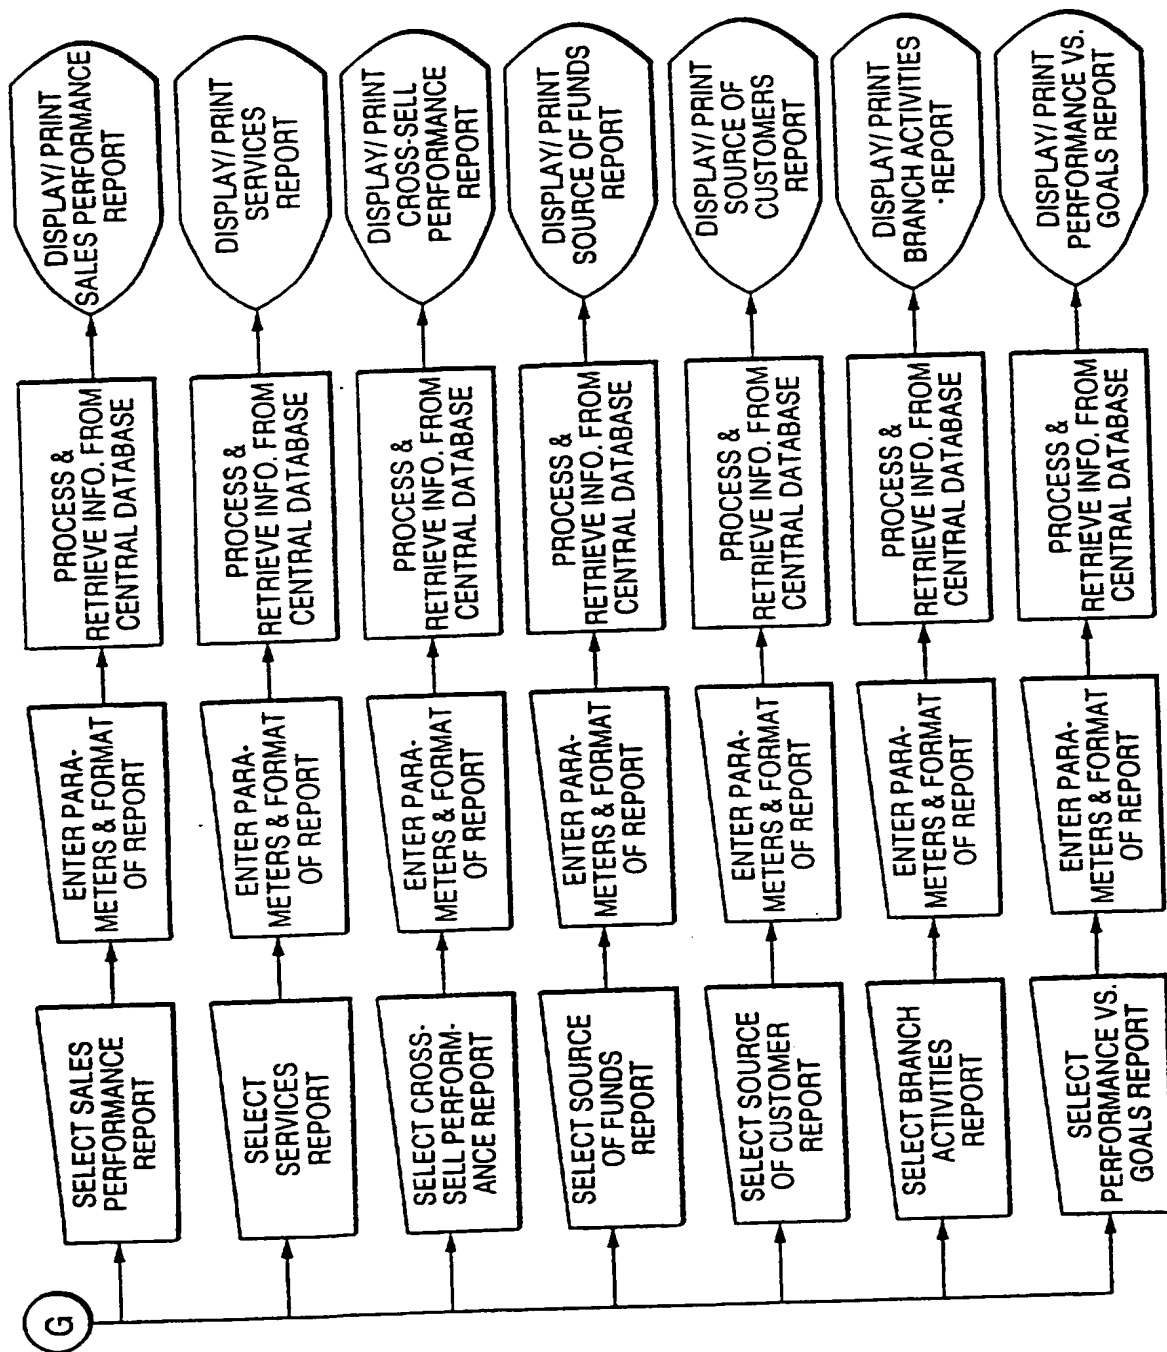 G
SELECT SALES
PERFORMANCE
REPORT
ENTER PARA-
METERS & FORMAT
OF REPORT
PROCESS &
RETRIEVE INFO. FROM
CENTRAL DATABASE
DISPLAY/ PRINT
SALES PERFORMANCE
REPORT
SELECT
SERVICES
REPORT
ENTER PARA-
METERS & FORMAT
OF REPORT
PROCESS &
RETRIEVE INFO. FROM
CENTRAL DATABASE
DISPLAY/ PRINT
SERVICES
REPORT
SELECT CROSS-
SELL PERFORM-
ANCE REPORT
ENTER PARA-
METERS & FORMAT
OF REPORT
PROCESS &
RETRIEVE INFO. FROM
CENTRAL DATABASE
DISPLAY/ PRINT
CROSS-SELL
PERFORMANCE
REPORT
SELECT SOURCE
OF FUNDS
REPORT
ENTER PARA-
METERS & FORMAT
OF REPORT
PROCESS &
RETRIEVE INFO. FROM
CENTRAL DATABASE
DISPLAY/ PRINT
SOURCE OF FUNDS
REPORT
SELECT SOURCE
OF CUSTOMER
REPORT
ENTER PARA-
METERS & FORMAT
OF REPORT
PROCESS &
RETRIEVE INFO. FROM
CENTRAL DATABASE
DISPLAY/ PRINT
SOURCE OF
CUSTOMERS
REPORT
SELECT BRANCH
ACTIVITIES
REPORT
ENTER PARA-
METERS & FORMAT
OF REPORT
PROCESS &
RETRIEVE INFO. FROM
CENTRAL DATABASE
DISPLAY/ PRINT
BRANCH ACTIVITIES
REPORT
SELECT
PERFORMANCE VS.
GOALS REPORT
ENTER PARA-
METERS & FORMAT
OF REPORT
PROCESS &
RETRIEVE INFO. FROM
CENTRAL DATABASE
DISPLAY/ PRINT
PERFORMANCE VS.
GOALS REPORT